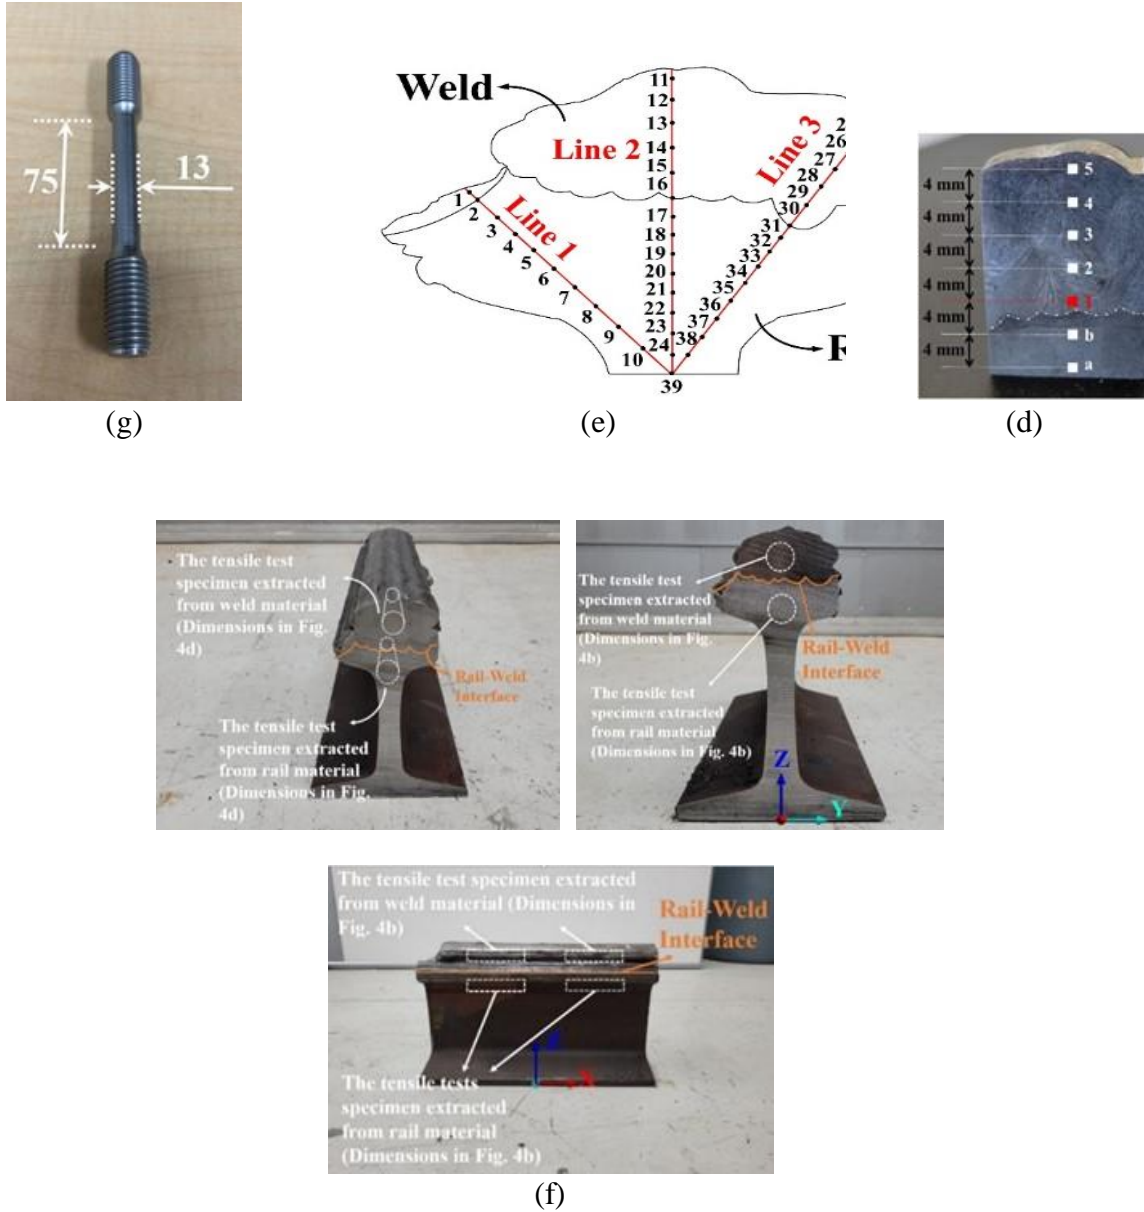 75
13
Weld
Line 1
Line 2
Line 3
1
2
3
4
5
6
7
8
9
10
11
12
13
14
15
16
17
18
19
20
21
22
23
24
2
26
27
28
29
30
31
32
33
34
35
36
37
38
39
R
4 mm
4 mm
4 mm
4 mm
4 mm
4 mm
5
4
3
2
1
b
a
(g)
(e)
(d)
The tensile test
specimen extracted
from weld material
(Dimensions in Fig.
4d)
Rail-Weld
Interface
The tensile test
specimen extracted
from rail material
(Dimensions in Fig.
4d)
The tensile test
specimen extracted
from weld material
(Dimensions in Fig.
4b)
Rail-Weld
Interface
The tensile test
specimen extracted
from rail material
(Dimensions in Fig. 4b)
Z
Y
The tensile test specimen extracted
from weld material (Dimensions in
Fig. 4b)
Rail-Weld
Interface
Z
X
The tensile tests
specimen extracted
from rail material
(Dimensions in Fig. 4b)
(f)